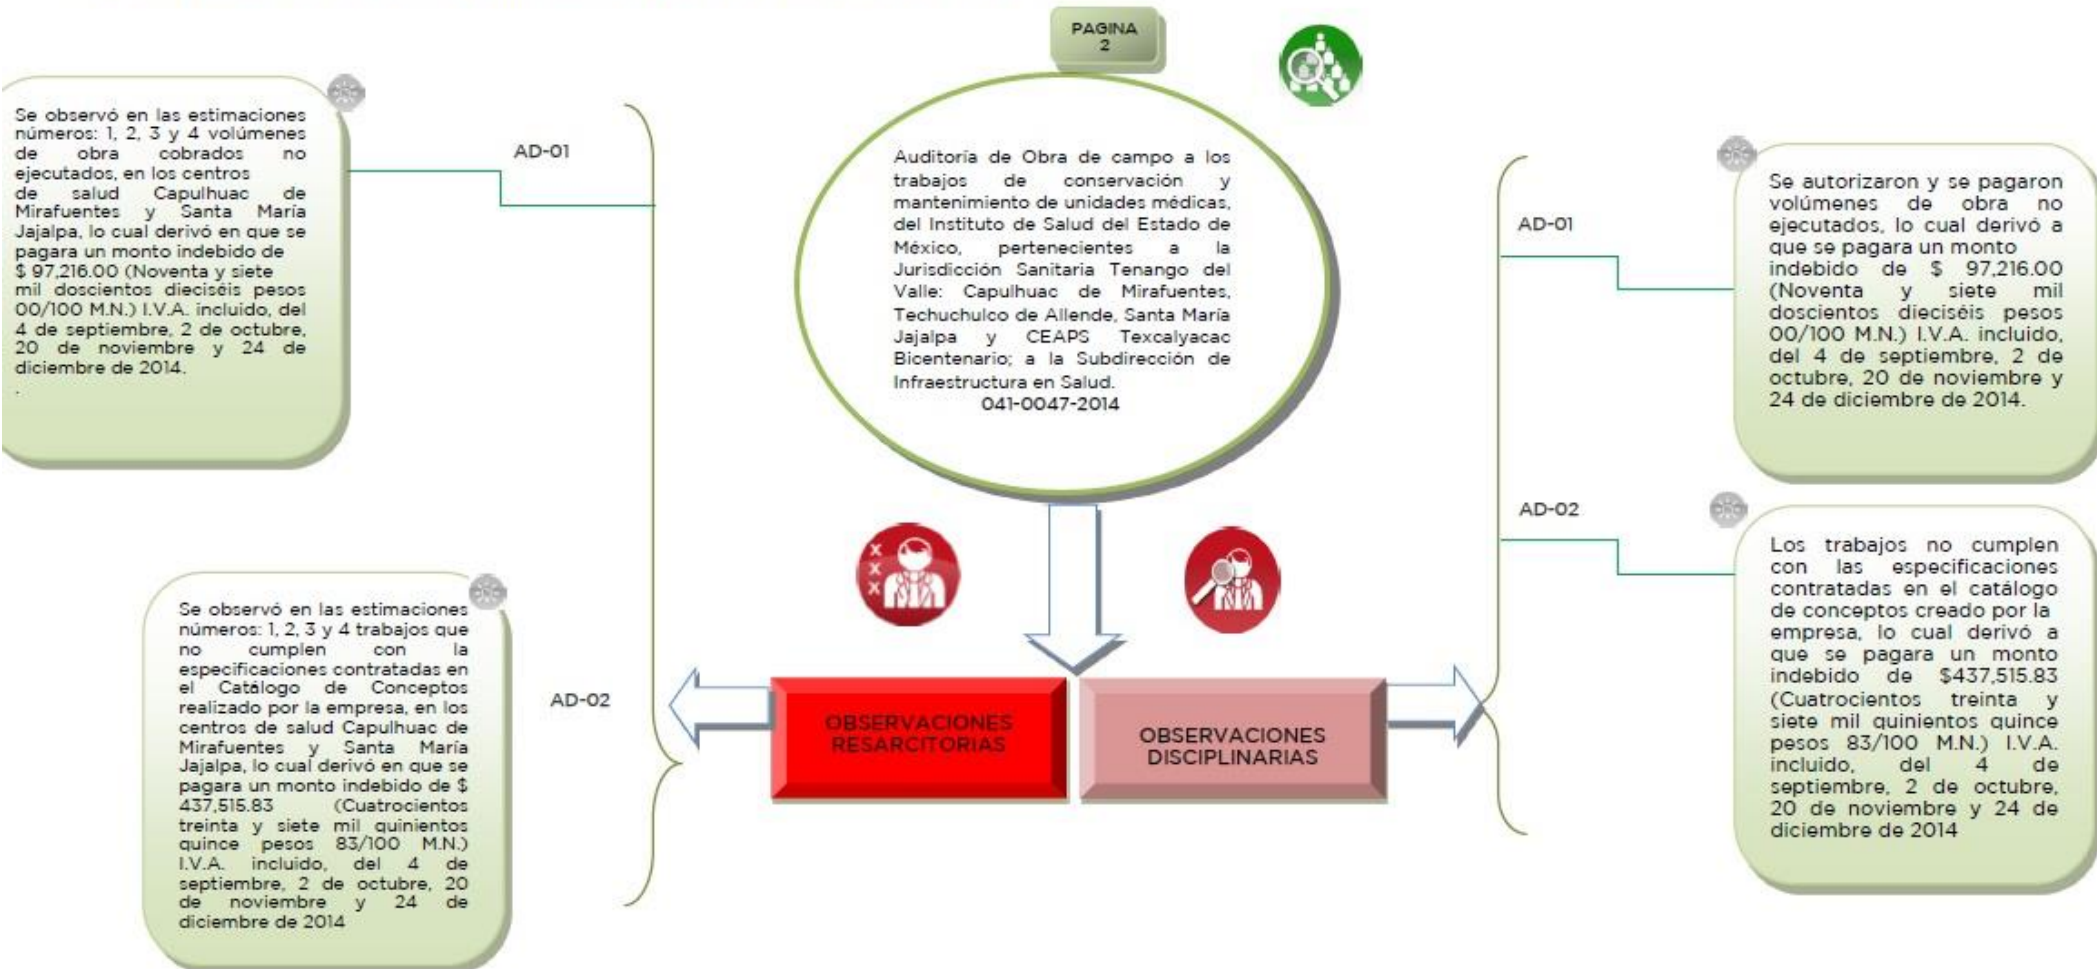 PAGINA
2
Se observó en las estimaciones
números: 1, 2, 3 y 4 volúmenes
de obra cobrados no
ejecutados, en los centros
de salud Capulhuac de
Mirafuentes y Santa María
Jajalpa, lo cual derivó en que se
pagara un monto indebido de
$ 97,216.00 (Noventa y siete
mil doscientos dieciséis pesos
00/100 M.N.) I.V.A. incluido, del
4 de septiembre, 2 de octubre,
20 de noviembre y 24 de
diciembre de 2014.
.
AD-01
Se observó en las estimaciones
números: 1, 2, 3 y 4 trabajos que
no cumplen con la
especificaciones contratadas en
el Catálogo de Conceptos
realizado por la empresa, en los
centros de salud Capulhuac de
Mirafuentes y Santa María
Jajalpa, lo cual derivó en que se
pagara un monto indebido de $
437,515.83 (Cuatrocientos
treinta y siete mil quinientos
quince pesos 83/100 M.N.)
I.V.A. incluido, del 4 de
septiembre, 2 de octubre, 20
de noviembre y 24 de
diciembre de 2014
AD-02
Auditoría de Obra de campo a los
trabajos de conservación y
mantenimiento de unidades médicas,
del Instituto de Salud del Estado de
México, pertenecientes a la
Jurisdicción Sanitaria Tenango del
Valle: Capulhuac de Mirafuentes,
Techuchulco de Allende, Santa María
Jajalpa y CEAPS Texcalyacac
Bicentenario; a la Subdirección de
Infraestructura en Salud.
041-0047-2014
OBSERVACIONES
RESARCITORIAS
OBSERVACIONES
DISCIPLINARIAS
AD-01
Se autorizaron y se pagaron
volúmenes de obra no
ejecutados, lo cual derivó a
que se pagara un monto
indebido de $ 97,216.00
(Noventa y siete mil
doscientos dieciséis pesos
00/100 M.N.) I.V.A. incluido,
del 4 de septiembre, 2 de
octubre, 20 de noviembre y
24 de diciembre de 2014.
AD-02
Los trabajos no cumplen
con las especificaciones
contratadas en el catálogo
de conceptos creado por la
empresa, lo cual derivó a
que se pagara un monto
indebido de $437,515.83
(Cuatrocientos treinta y
siete mil quinientos quince
pesos 83/100 M.N.) I.V.A.
incluido, del 4 de
septiembre, 2 de octubre,
20 de noviembre y 24 de
diciembre de 2014